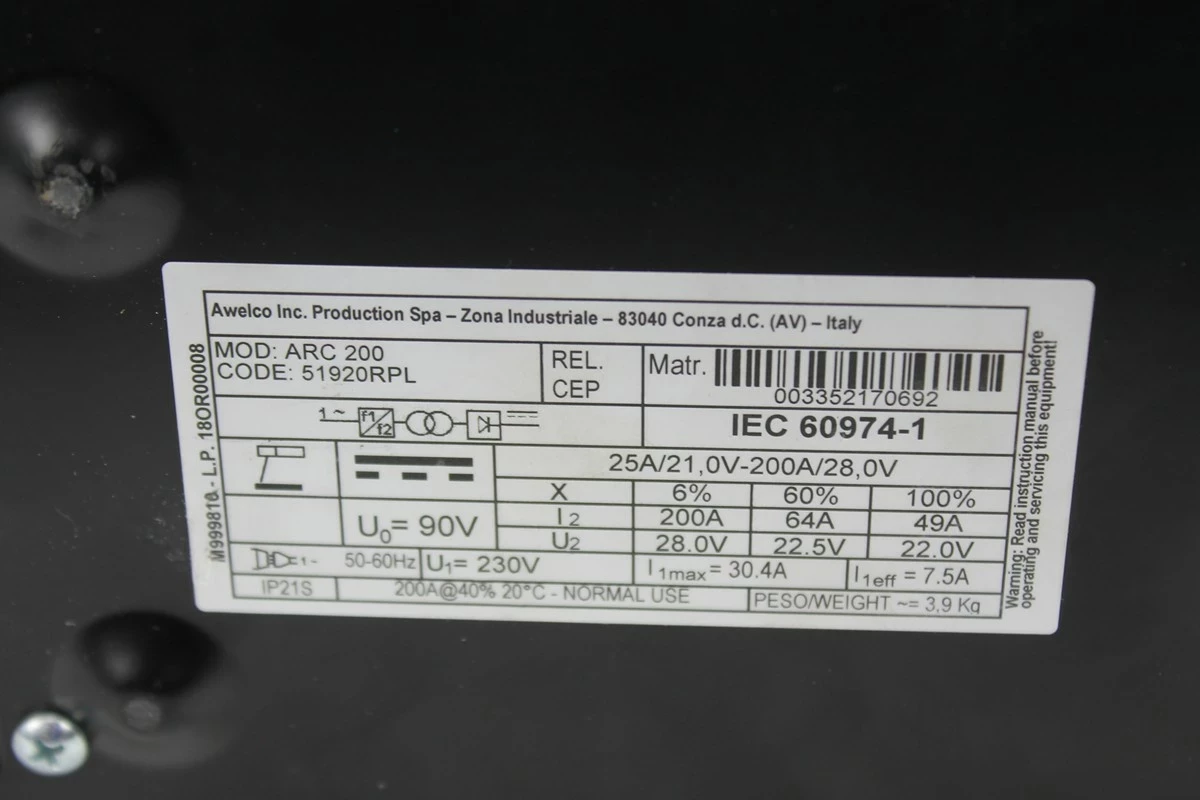 Awelco Inc. Production Spa – Zona Industriale – 83040 Conza d.C. (AV) – Italy
MOD: ARC 200
CODE: 51920RPL
REL.
CEP
Matr.
003352170692
1~ f1/f2
IEC 60974-1
25A/21,0V-200A/28,0V
X 6% 60% 100%
I2 200A 64A 49A
U2 28.0V 22.5V 22.0V
U0= 90V
1~ 50-60Hz U1= 230V I1max = 30.4A I1eff = 7.5A
IP21S 200A@40% 20°C - NORMAL USE PESO/WEIGHT ~= 3,9 Kg
- L.P. 18OR00008
Warning: Read instruction manual before
operating and servicing this equipment!